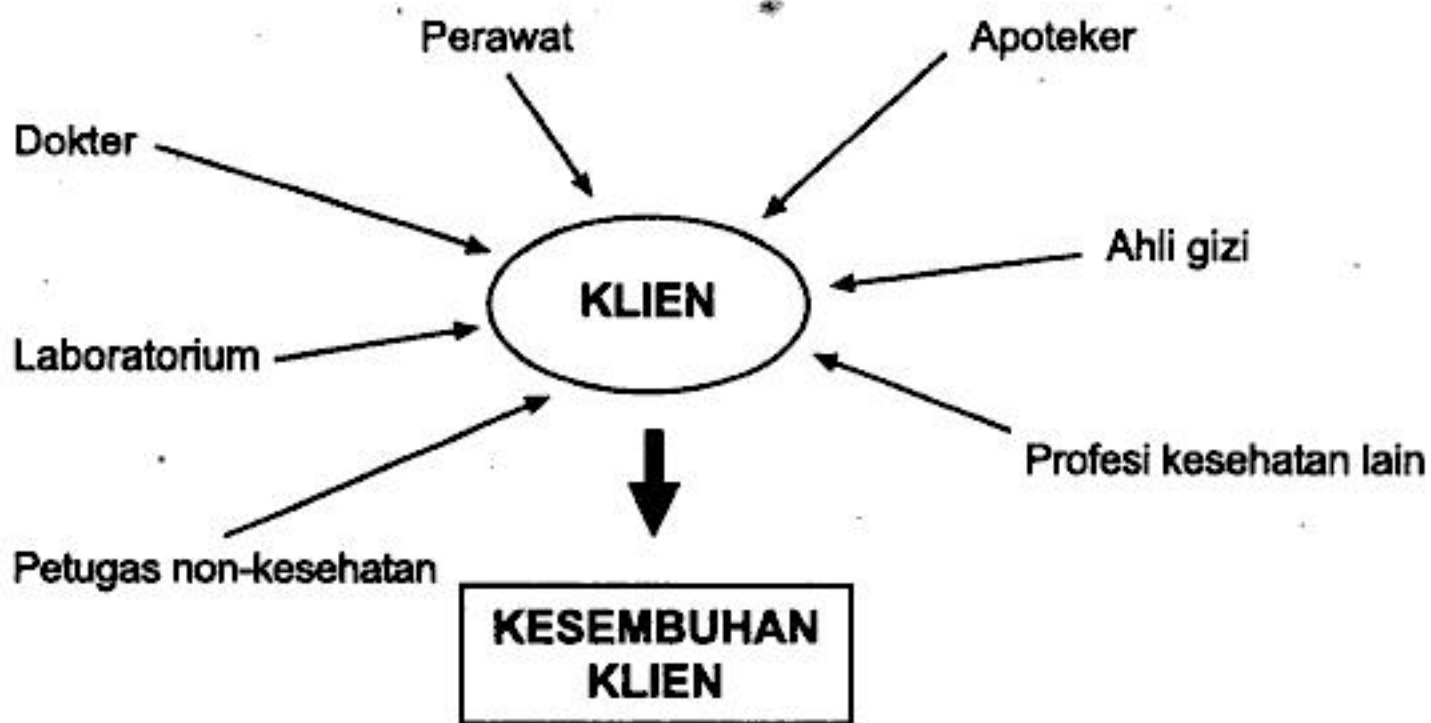 Perawat
Apoteker
Dokter
Ahli gizi
KLIEN
Laboratorium
Profesi kesehatan lain
Petugas non-kesehatan
KESEMBUHAN
KLIEN